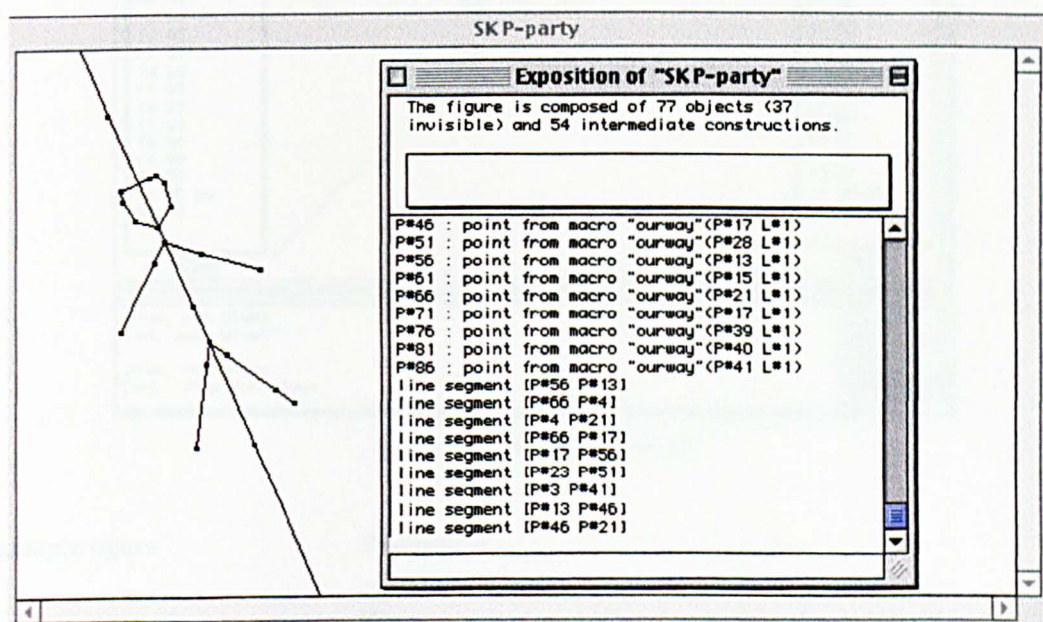 SKP-party
Exposition of "SKP-party"
The figure is composed of 77 objects (37
invisible) and 54 intermediate constructions.
P#46 : point from macro "ourway"(P#17 L#1)
P#51 : point from macro "ourway"(P#28 L#1)
P#56 : point from macro "ourway"(P#13 L#1)
P#61 : point from macro "ourway"(P#15 L#1)
P#66 : point from macro "ourway"(P#21 L#1)
P#71 : point from macro "ourway"(P#17 L#1)
P#76 : point from macro "ourway"(P#39 L#1)
P#81 : point from macro "ourway"(P#40 L#1)
P#86 : point from macro "ourway"(P#41 L#1)
line segment [P#56 P#13]
line segment [P#66 P#4]
line segment [P#4 P#21]
line segment [P#66 P#17]
line segment [P#17 P#56]
line segment [P#23 P#51]
line segment [P#3 P#41]
line segment [P#13 P#46]
line segment [P#46 P#21]